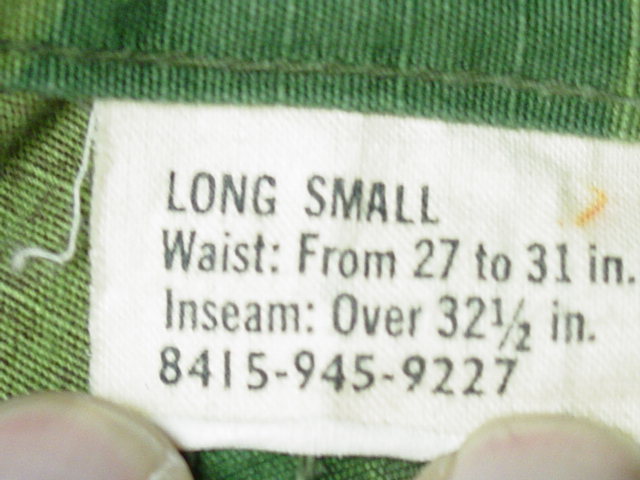 LONG SMALL
Waist: From 27 to 31 in.
Inseam: Over 32½ in.
8415-945-9227